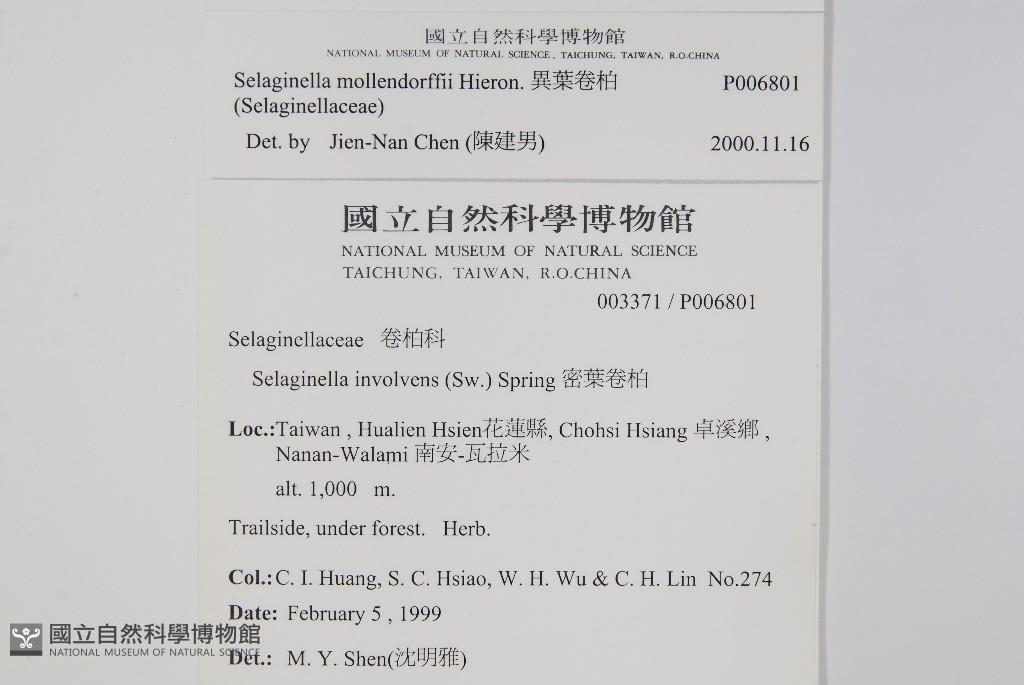 國立自然科學博物館
NATIONAL MUSEUM OF NATURAL SCIENCE, TAICHUNG, TAIWAN, R.O.CHINA
Selaginella mollendorffii Hieron. 異葉卷柏 P006801
(Selaginellaceae)
Det. by Jien-Nan Chen (陳建男) 2000.11.16
國立自然科學博物館
NATIONAL MUSEUM OF NATURAL SCIENCE
TAICHUNG, TAIWAN, R.O.CHINA
003371 / P006801
Selaginellaceae 卷柏科
Selaginella involvens (Sw.) Spring 密葉卷柏
Loc.:Taiwan , Hualien Hsien花蓮縣, Chohsi Hsiang 卓溪鄉 ,
Nanan-Walami 南安-瓦拉米
alt. 1,000 m.
Trailside, under forest. Herb.
Col.:C. I. Huang, S. C. Hsiao, W. H. Wu & C. H. Lin No.274
Date: February 5 , 1999
Det.: M. Y. Shen(沈明雅)
國立自然科學博物館
NATIONAL MUSEUM OF NATURAL SCIENCE